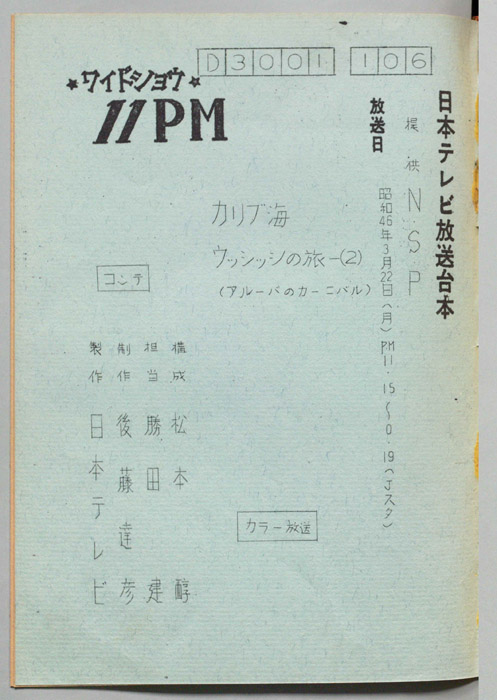 D3001 106
日本テレビ放送台本
提供 NSP
放送日
昭和46年3月22日(月) PM11.15(〜0.19(Jスタ)
★ワイドショウ★
11PM
カリブ海
ウッシッシの旅-(2)
(アルーバのカーニバル)
コンテ
構成 松本 醇
担当 勝田 建
制作 後藤達彦
製作 日本テレビ
カラー放送